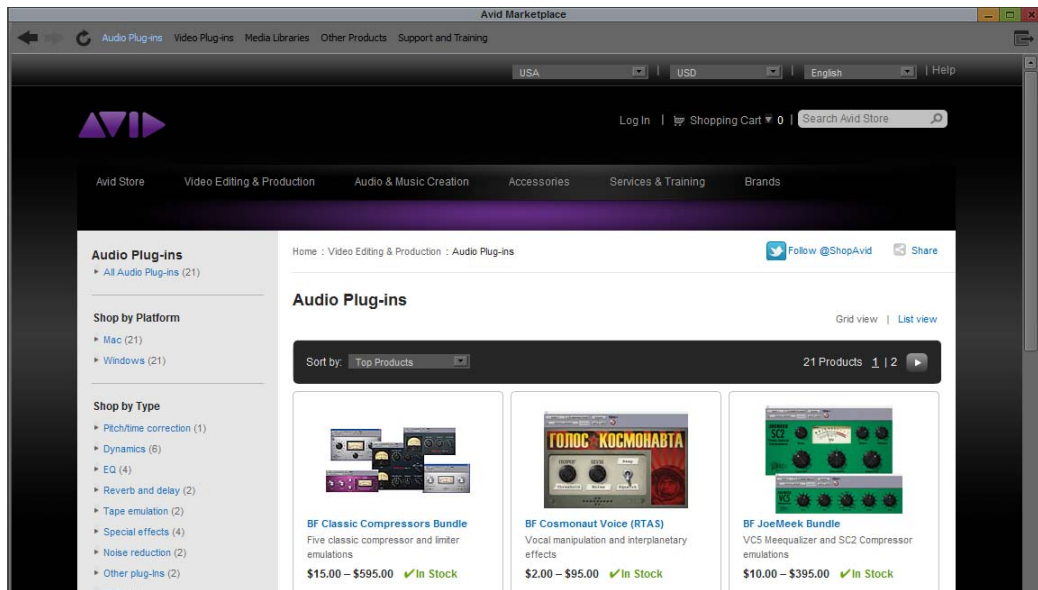 Avid Marketplace
Audio Plug-ins Video Plug-ins Media Libraries Other Products Support and Training
USA | USD | English | Help
AVID
Log In | Shopping Cart 0 | Search Avid Store
Avid Store Video Editing & Production Audio & Music Creation Accessories Services & Training Brands
Audio Plug-ins
All Audio Plug-ins (21)
Shop by Platform
Mac (21)
Windows (21)
Shop by Type
Pitch/time correction (1)
Dynamics (6)
EQ (4)
Reverb and delay (2)
Tape emulation (2)
Special effects (4)
Noise reduction (2)
Other plug-ins (2)
Home : Video Editing & Production : Audio Plug-ins
Follow @ShopAvid Share
Audio Plug-ins
Grid view | List view
Sort by: Top Products 21 Products 1 | 2
ГОЛОС КОСМОНАВТА
SC2
VC5
BF Classic Compressors Bundle
Five classic compressor and limiter
emulations
$15.00 – $595.00 In Stock
BF Cosmonaut Voice (RTAS)
Vocal manipulation and interplanetary
effects
$2.00 – $95.00 In Stock
BF JoeMeek Bundle
VC5 Meequalizer and SC2 Compressor
emulations
$10.00 – $395.00 In Stock